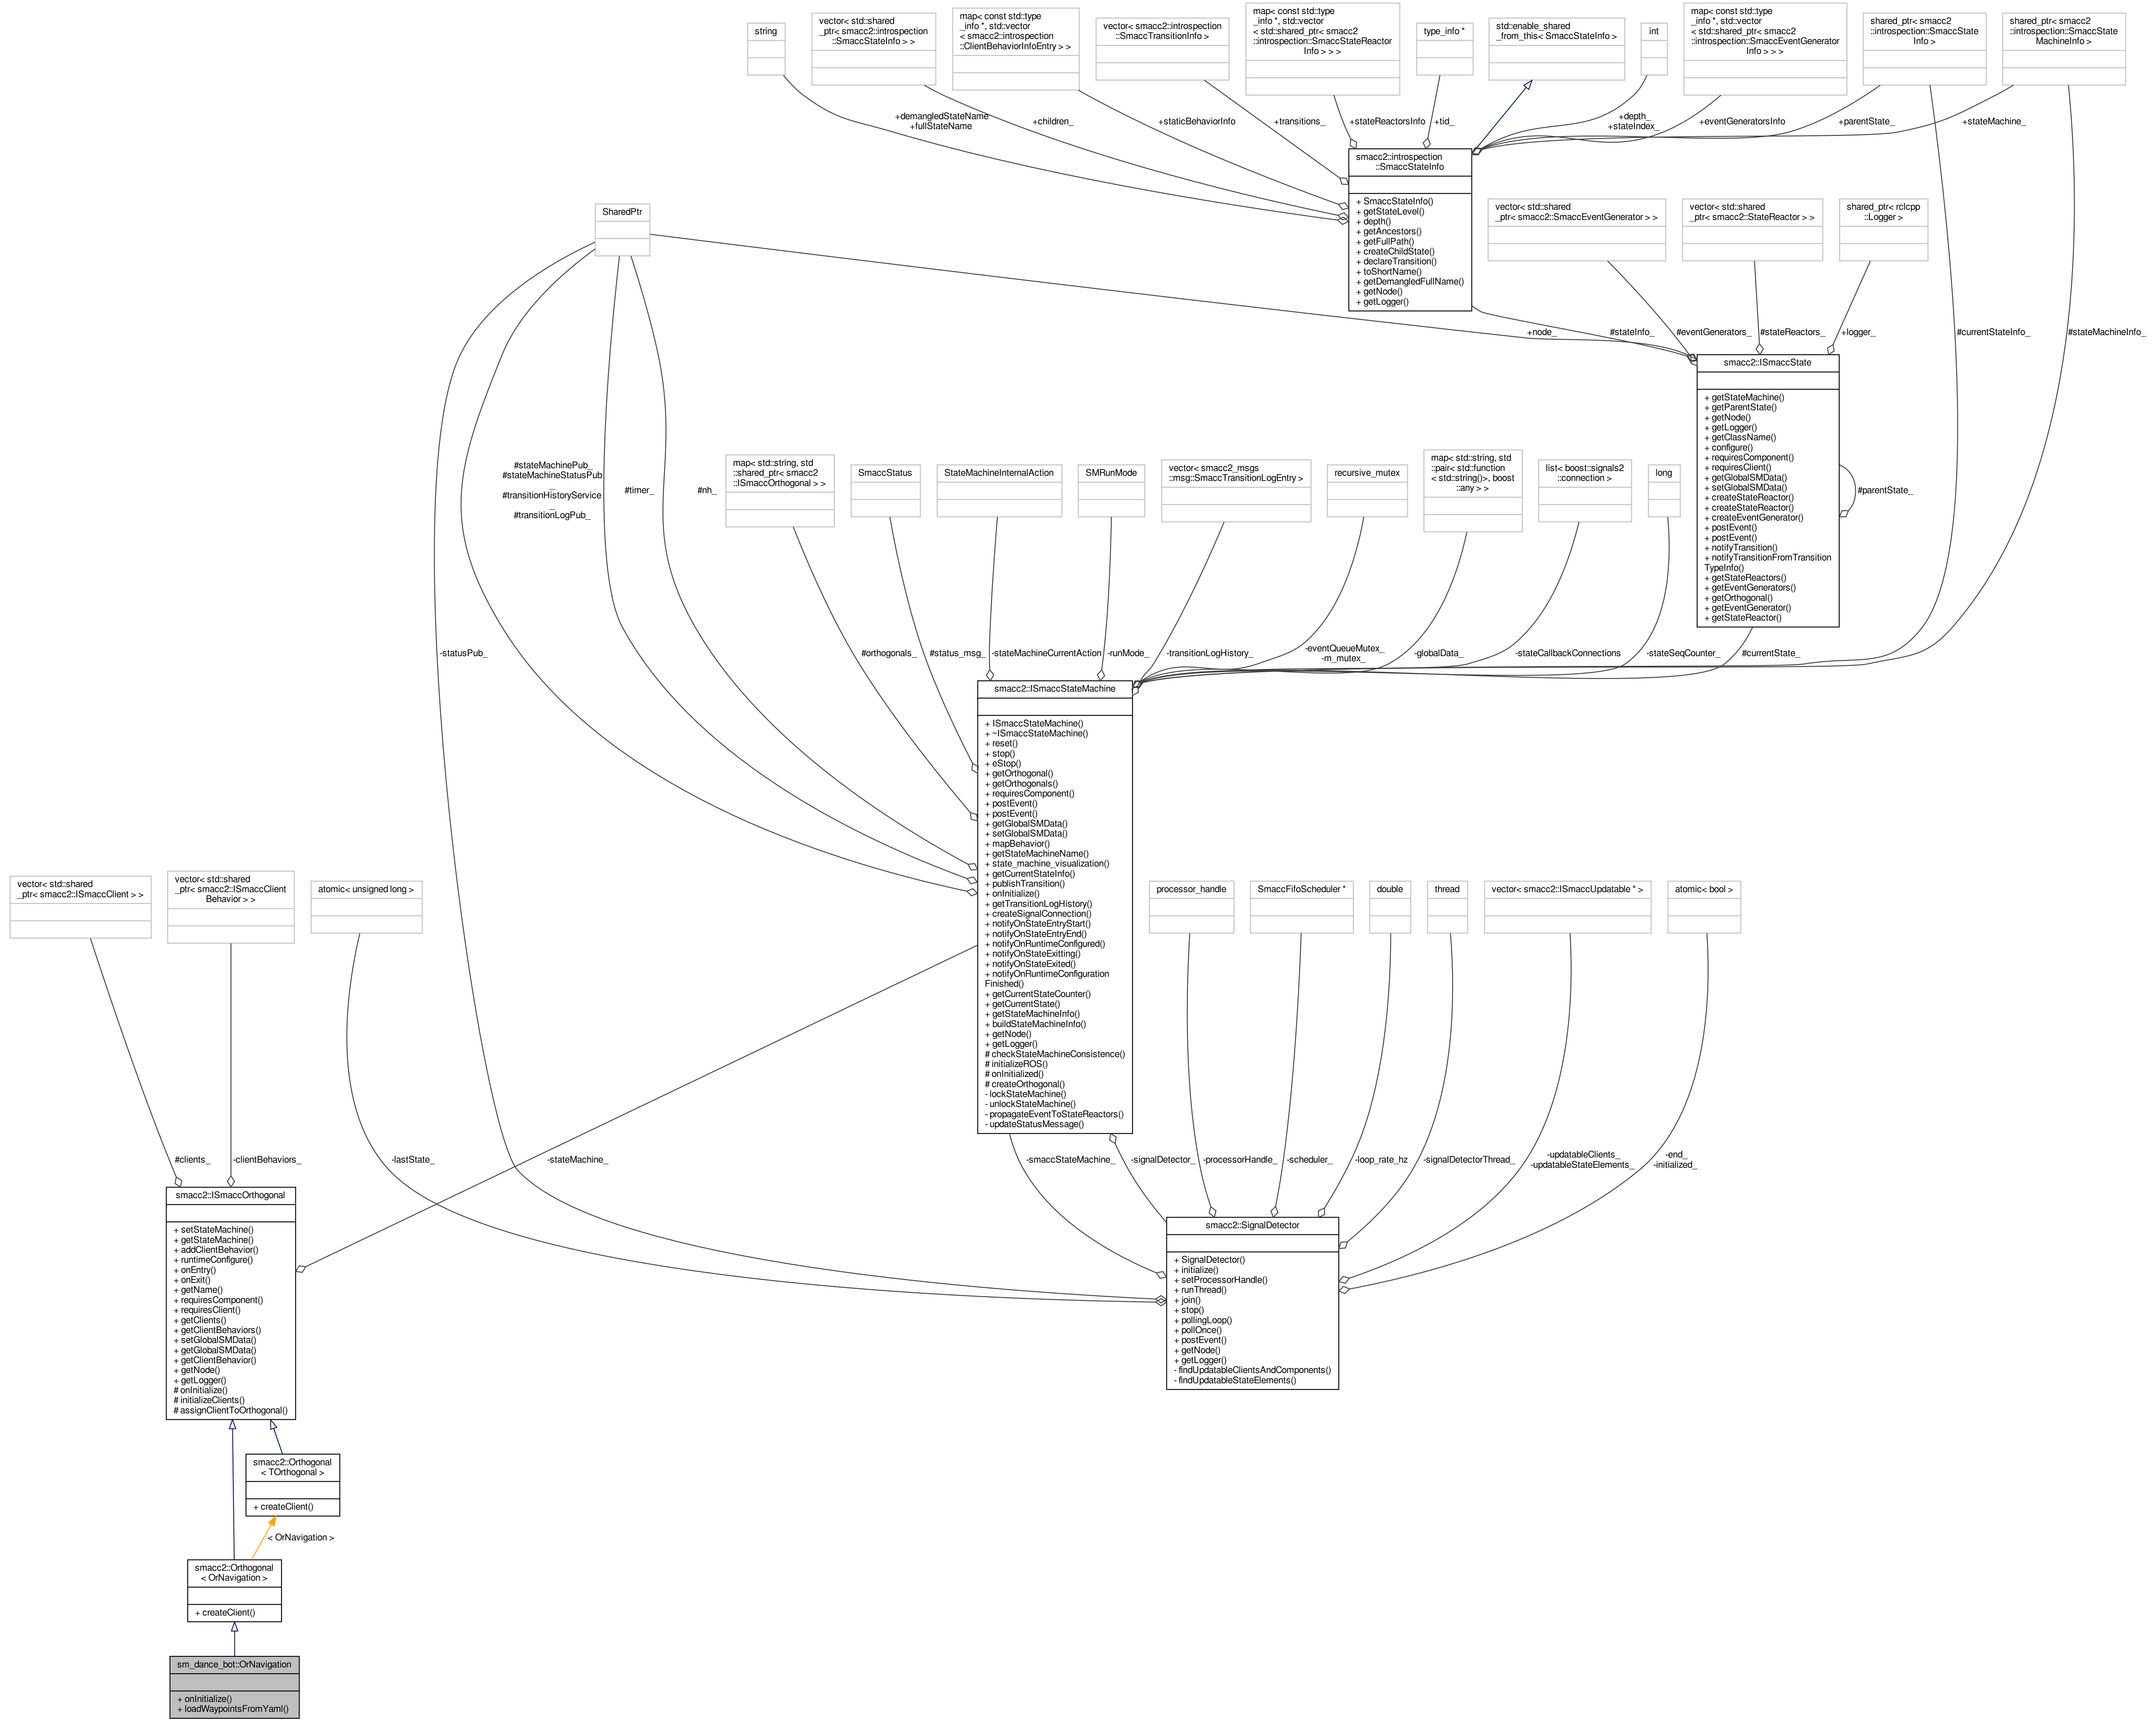 string
vector< std::shared
_ptr< smacc2::introspection
::SmaccStateInfo > >
map< const std::type
_info *, std::vector
< smacc2::introspection
::ClientBehaviorInfoEntry > >
vector< smacc2::introspection
::SmaccTransitionInfo >
map< const std::type
_info *, std::vector
< std::shared_ptr< smacc2
::introspection::SmaccStateReactor
Info > > >
type_info *
std::enable_shared
_from_this< SmaccStateInfo >
int
map< const std::type
_info *, std::vector
< std::shared_ptr< smacc2
::introspection::SmaccEventGenerator
Info > > >
shared_ptr< smacc2
::introspection::SmaccState
Info >
shared_ptr< smacc2
::introspection::SmaccState
MachineInfo >
+demangledStateName
+fullStateName
+children_
+staticBehaviorInfo
+transitions_
+stateReactorsInfo
+tid_
+depth_
+stateIndex_
+eventGeneratorsInfo
+parentState_
+stateMachine_
smacc2::introspection
::SmaccStateInfo
+ SmaccStateInfo()
+ getStateLevel()
+ depth()
+ getAncestors()
+ getFullPath()
+ createChildState()
+ declareTransition()
+ toShortName()
+ getDemangledFullName()
+ getNode()
+ getLogger()
SharedPtr
vector< std::shared
_ptr< smacc2::SmaccEventGenerator > >
vector< std::shared
_ptr< smacc2::StateReactor > >
shared_ptr< rclcpp
::Logger >
+node_
#stateInfo_
#eventGenerators_
#stateReactors_
+logger_
#currentStateInfo_
#stateMachineInfo_
smacc2::ISmaccState
+ getStateMachine()
+ getParentState()
+ getNode()
+ getLogger()
+ getClassName()
+ configure()
+ requiresComponent()
+ requiresClient()
+ getGlobalSMData()
+ setGlobalSMData()
+ createStateReactor()
+ createStateReactor()
+ createEventGenerator()
+ postEvent()
+ postEvent()
+ notifyTransition()
+ notifyTransitionFromTransition
TypeInfo()
+ getStateReactors()
+ getEventGenerators()
+ getOrthogonal()
+ getEventGenerator()
+ getStateReactor()
#parentState_
#stateMachinePub_
#stateMachineStatusPub
_
#transitionHistoryService
_
#transitionLogPub_
#timer_
#nh_
map< std::string, std
::shared_ptr< smacc2
::ISmaccOrthogonal > >
SmaccStatus
StateMachineInternalAction
SMRunMode
vector< smacc2_msgs
::msg::SmaccTransitionLogEntry >
recursive_mutex
map< std::string, std
::pair< std::function
< std::string()>, boost
::any > >
list< boost::signals2
::connection >
long
-statusPub_
#orthogonals_
#status_msg_
-stateMachineCurrentAction
-runMode_
-transitionLogHistory_
-eventQueueMutex_
-m_mutex_
-globalData_
-stateCallbackConnections
-stateSeqCounter_
#currentState_
smacc2::ISmaccStateMachine
+ ISmaccStateMachine()
+ ~ISmaccStateMachine()
+ reset()
+ stop()
+ eStop()
+ getOrthogonal()
+ getOrthogonals()
+ requiresComponent()
+ postEvent()
+ postEvent()
+ getGlobalSMData()
+ setGlobalSMData()
+ mapBehavior()
+ getStateMachineName()
+ state_machine_visualization()
+ getCurrentStateInfo()
+ publishTransition()
+ onInitialize()
+ getTransitionLogHistory()
+ createSignalConnection()
+ notifyOnStateEntryStart()
+ notifyOnStateEntryEnd()
+ notifyOnRuntimeConfigured()
+ notifyOnStateExitting()
+ notifyOnStateExited()
+ notifyOnRuntimeConfiguration
Finished()
+ getCurrentStateCounter()
+ getCurrentState()
+ getStateMachineInfo()
+ buildStateMachineInfo()
+ getNode()
+ getLogger()
# checkStateMachineConsistence()
# initializeROS()
# onInitialized()
# createOrthogonal()
- lockStateMachine()
- unlockStateMachine()
- propagateEventToStateReactors()
- updateStatusMessage()
vector< std::shared
_ptr< smacc2::ISmaccClient > >
vector< std::shared
_ptr< smacc2::ISmaccClient
Behavior > >
atomic< unsigned long >
processor_handle
SmaccFifoScheduler *
double
thread
vector< smacc2::ISmaccUpdatable * >
atomic< bool >
#clients_
-clientBehaviors_
-lastState_
-stateMachine_
-smaccStateMachine_
-signalDetector_
-processorHandle_
-scheduler_
-loop_rate_hz
-signalDetectorThread_
-updatableClients_
-updatableStateElements_
-end_
-initialized_
smacc2::ISmaccOrthogonal
+ setStateMachine()
+ getStateMachine()
+ addClientBehavior()
+ runtimeConfigure()
+ onEntry()
+ onExit()
+ getName()
+ requiresComponent()
+ requiresClient()
+ getClients()
+ getClientBehaviors()
+ setGlobalSMData()
+ getGlobalSMData()
+ getClientBehavior()
+ getNode()
+ getLogger()
# onInitialize()
# initializeClients()
# assignClientToOrthogonal()
smacc2::SignalDetector
+ SignalDetector()
+ initialize()
+ setProcessorHandle()
+ runThread()
+ join()
+ stop()
+ pollingLoop()
+ pollOnce()
+ postEvent()
+ getNode()
+ getLogger()
- findUpdatableClientsAndComponents()
- findUpdatableStateElements()
smacc2::Orthogonal
< TOrthogonal >
+ createClient()
< OrNavigation >
smacc2::Orthogonal
< OrNavigation >
+ createClient()
sm_dance_bot::OrNavigation
+ onInitialize()
+ loadWaypointsFromYaml()